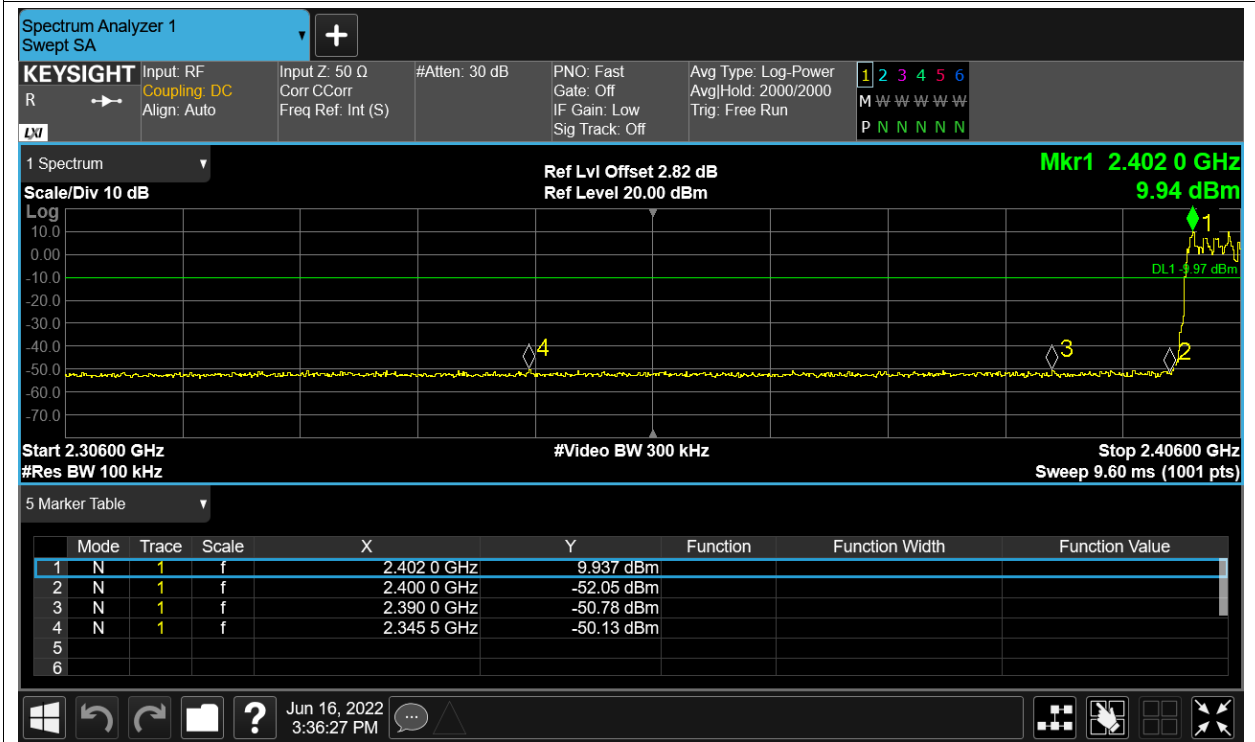 Spectrum Analyzer 1
Swept SA
KEYSIGHT
R
LXI
Input: RF
Coupling: DC
Align: Auto
Input Z: 50 Ω
Corr CCorr
Freq Ref: Int (S)
#Atten: 30 dB
PNO: Fast
Gate: Off
IF Gain: Low
Sig Track: Off
Avg Type: Log-Power
Avg|Hold: 2000/2000
Trig: Free Run
1 2 3 4 5 6
M W W W W W
P N N N N N
1 Spectrum
Scale/Div 10 dB
Ref Lvl Offset 2.82 dB
Ref Level 20.00 dBm
Mkr1 2.402 0 GHz
9.94 dBm
Log
10.0
0.00
-10.0
-20.0
-30.0
-40.0
-50.0
-60.0
-70.0
1
DL1 -9.97 dBm
4
3
2
Start 2.30600 GHz
#Res BW 100 kHz
#Video BW 300 kHz
Stop 2.40600 GHz
Sweep 9.60 ms (1001 pts)
5 Marker Table
Mode Trace Scale X Y Function Function Width Function Value
1 N 1 f 2.402 0 GHz 9.937 dBm
2 N 1 f 2.400 0 GHz -52.05 dBm
3 N 1 f 2.390 0 GHz -50.78 dBm
4 N 1 f 2.345 5 GHz -50.13 dBm
5
6
?
Jun 16, 2022
3:36:27 PM